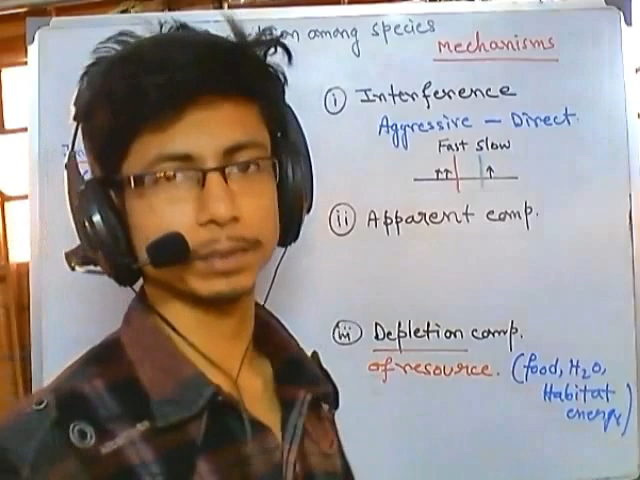 among species
Mechanisms
i Interference
Aggressive - Direct.
Fast Slow
ii Apparent comp.
iii Depletion comp.
of resource. (food, H2O,
Habitat
energy)